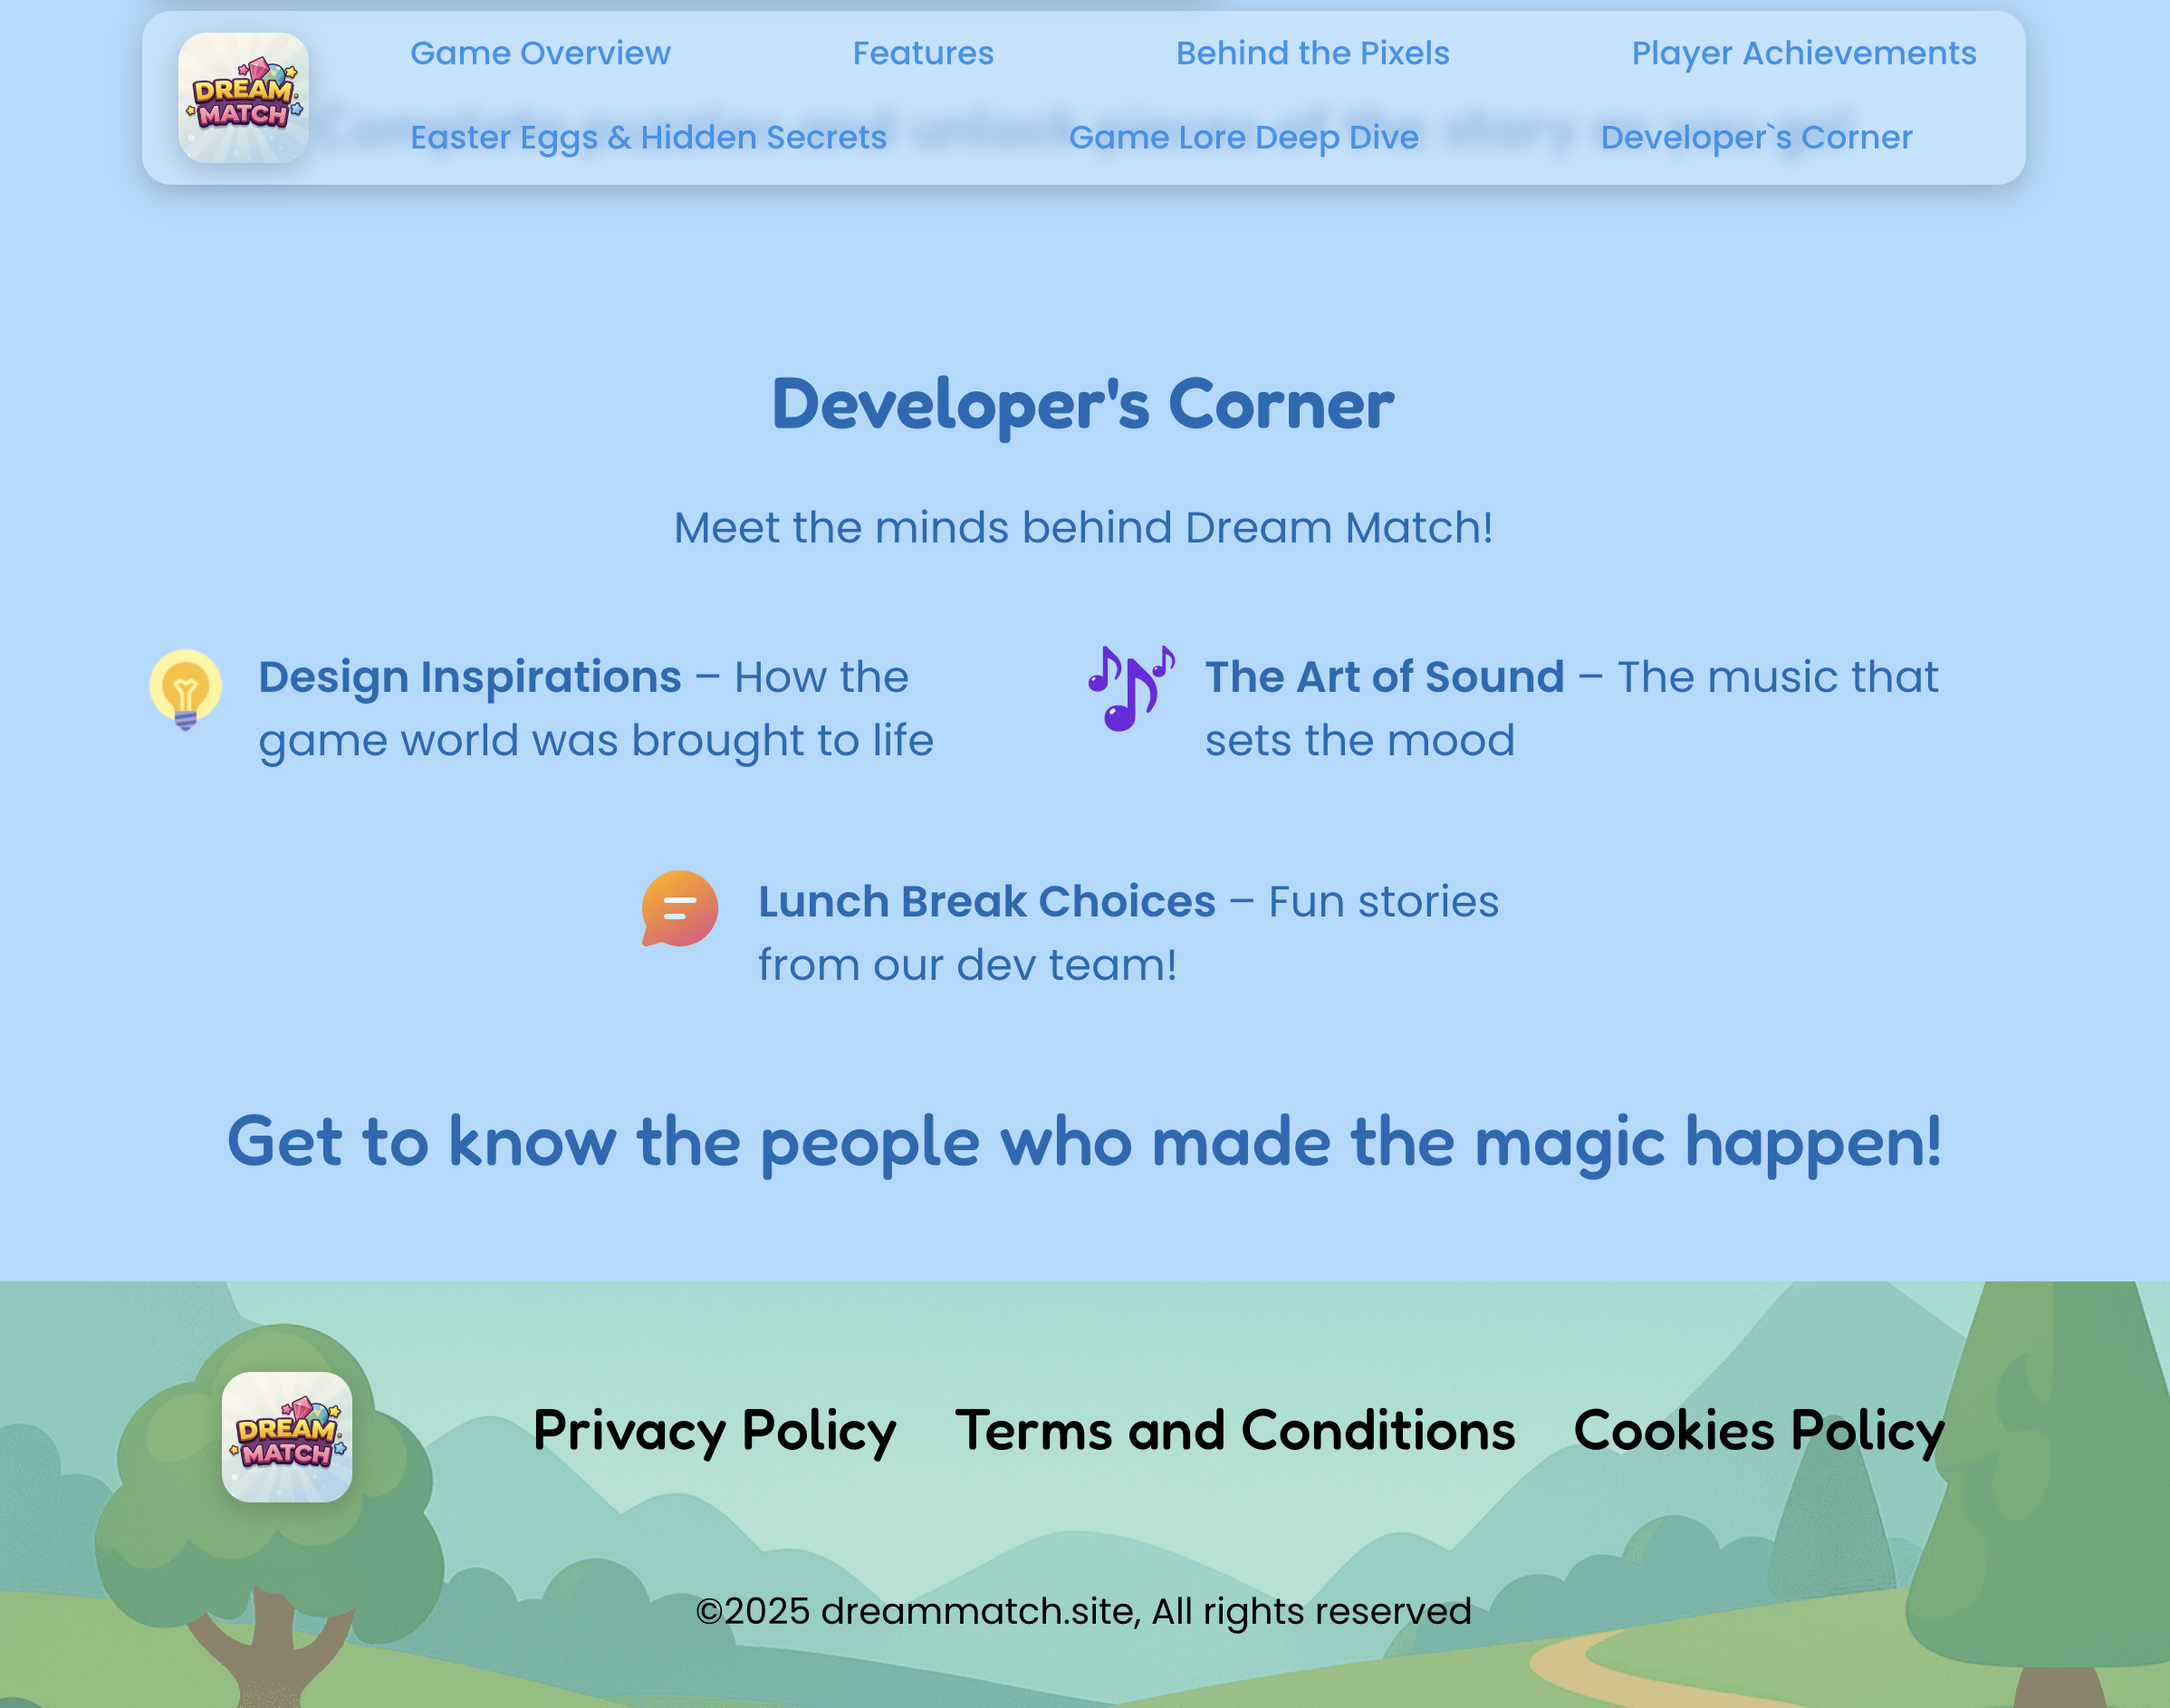 DREAM
MATCH
Game Overview Features Behind the Pixels Player Achievements
Easter Eggs & Hidden Secrets Game Lore Deep Dive Developer`s Corner
Developer's Corner
Meet the minds behind Dream Match!
Design Inspirations – How the
game world was brought to life
The Art of Sound – The music that
sets the mood
Lunch Break Choices – Fun stories
from our dev team!
Get to know the people who made the magic happen!
DREAM
MATCH
Privacy Policy Terms and Conditions Cookies Policy
©2025 dreammatch.site, All rights reserved